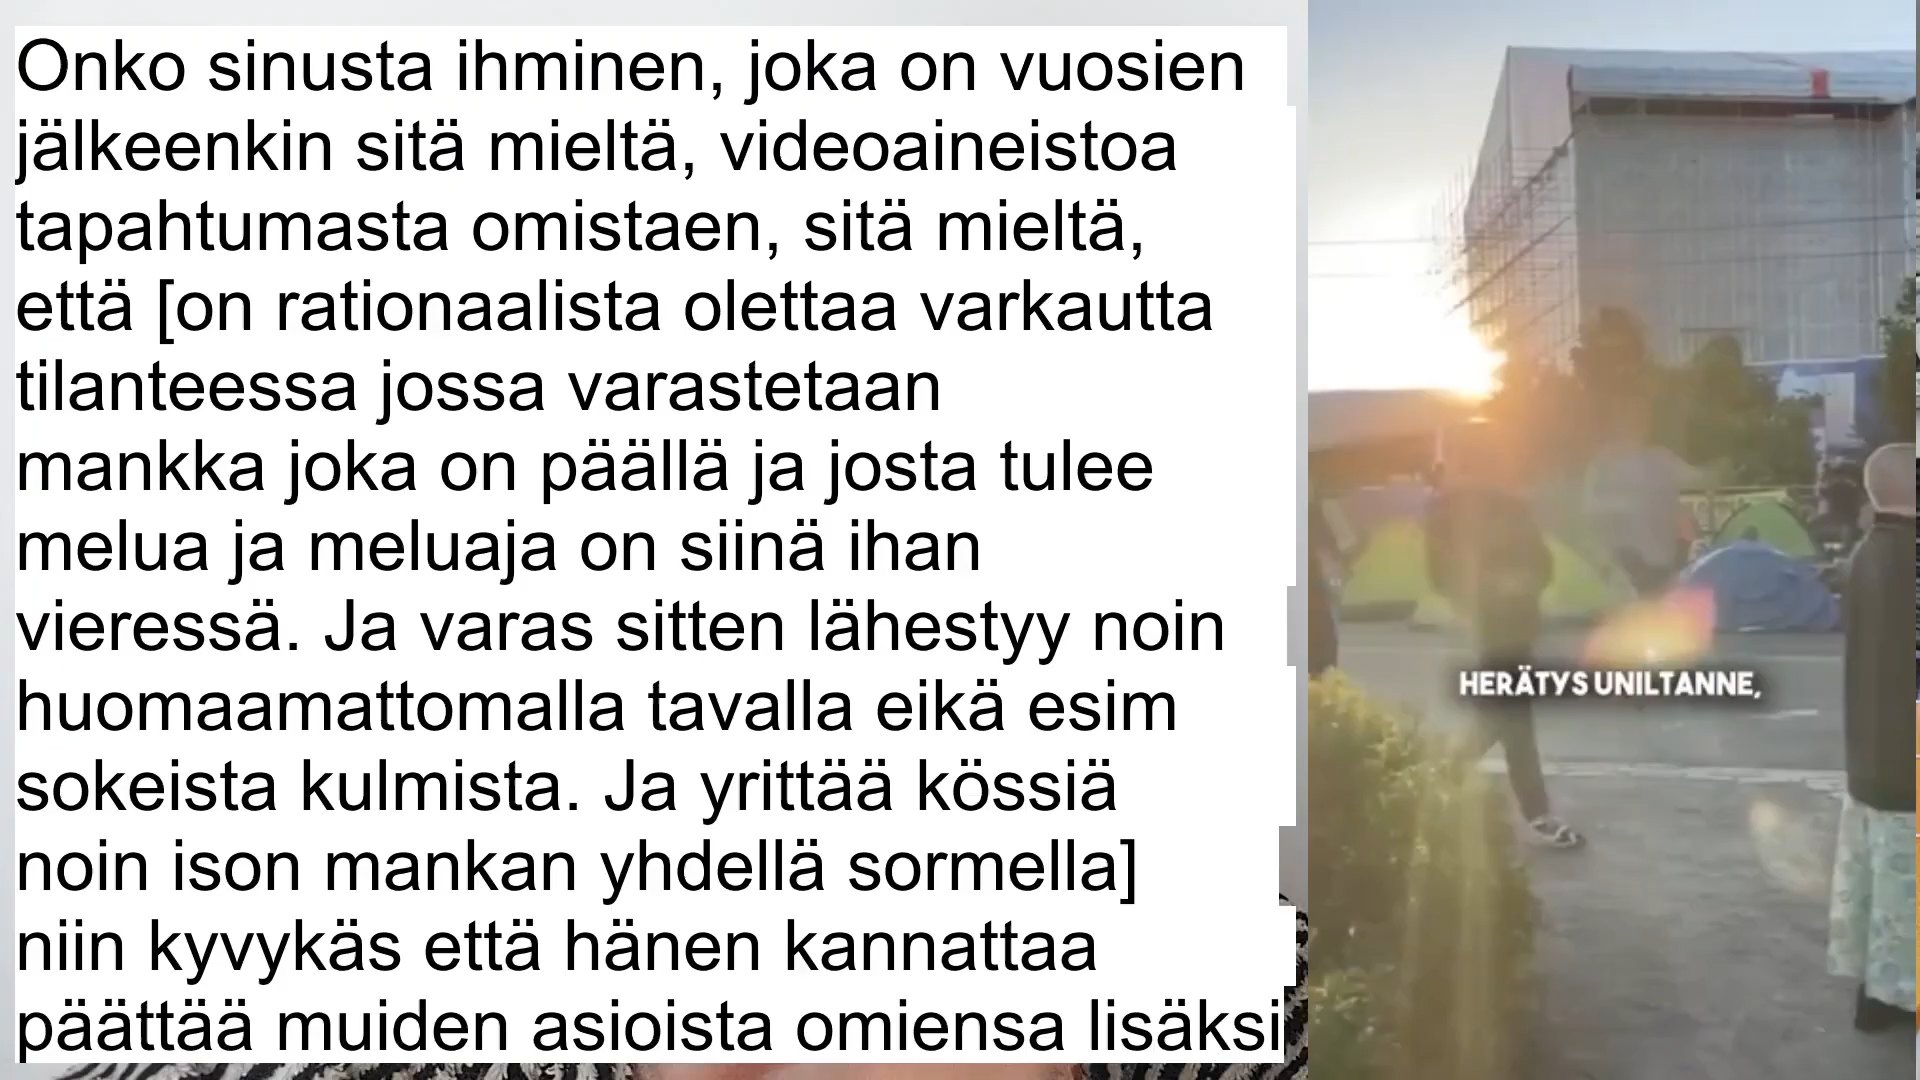 Onko sinusta ihminen, joka on vuosien
jälkeenkin sitä mieltä, videoaineistoa
tapahtumasta omistaen, sitä mieltä,
että [on rationaalista olettaa varkautta
tilanteessa jossa varastetaan
mankka joka on päällä ja josta tulee
melua ja meluaja on siinä ihan
vieressä. Ja varas sitten lähestyy noin
huomaamattomalla tavalla eikä esim
sokeista kulmista. Ja yrittää kössiä
noin ison mankan yhdellä sormella]
niin kyvykäs että hänen kannattaa
päättää muiden asioista omiensa lisäksi
HERÄTYS UNILTANNE,